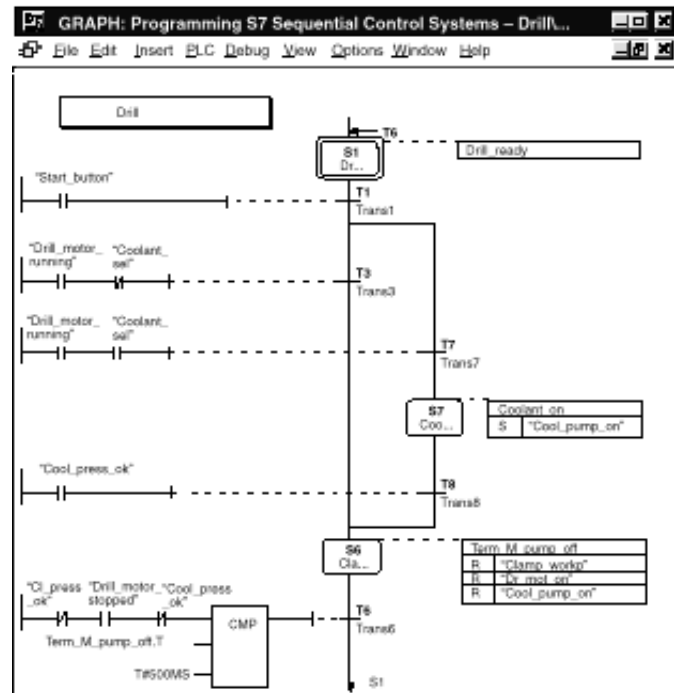 GRAPH: Programming S7 Sequential Control Systems – Drill\...
File Edit Insert PLC Debug View Options Window Help
Drill
T6
S1
Dr...
Drill_ready
"Start_button"
T1
Trans1
"Drill_motor_
running"
"Coolant_
sel"
T3
Trans3
"Drill_motor_
running"
"Coolant_
sel"
T7
Trans7
S7
Coo...
Coolant on
S "Cool_pump_on"
"Cool_press_ok"
T8
Trans8
S6
Cla...
Term_M_pump_off
R "Clamp_workp"
R "Dr_mot_on"
R "Cool_pump_on"
"Cl_press
_ok"
"Drill_motor_
stopped"
"Cool_press
_ok"
CMP
T6
Trans6
Term_M_pump_off.T
T#500MS
S1